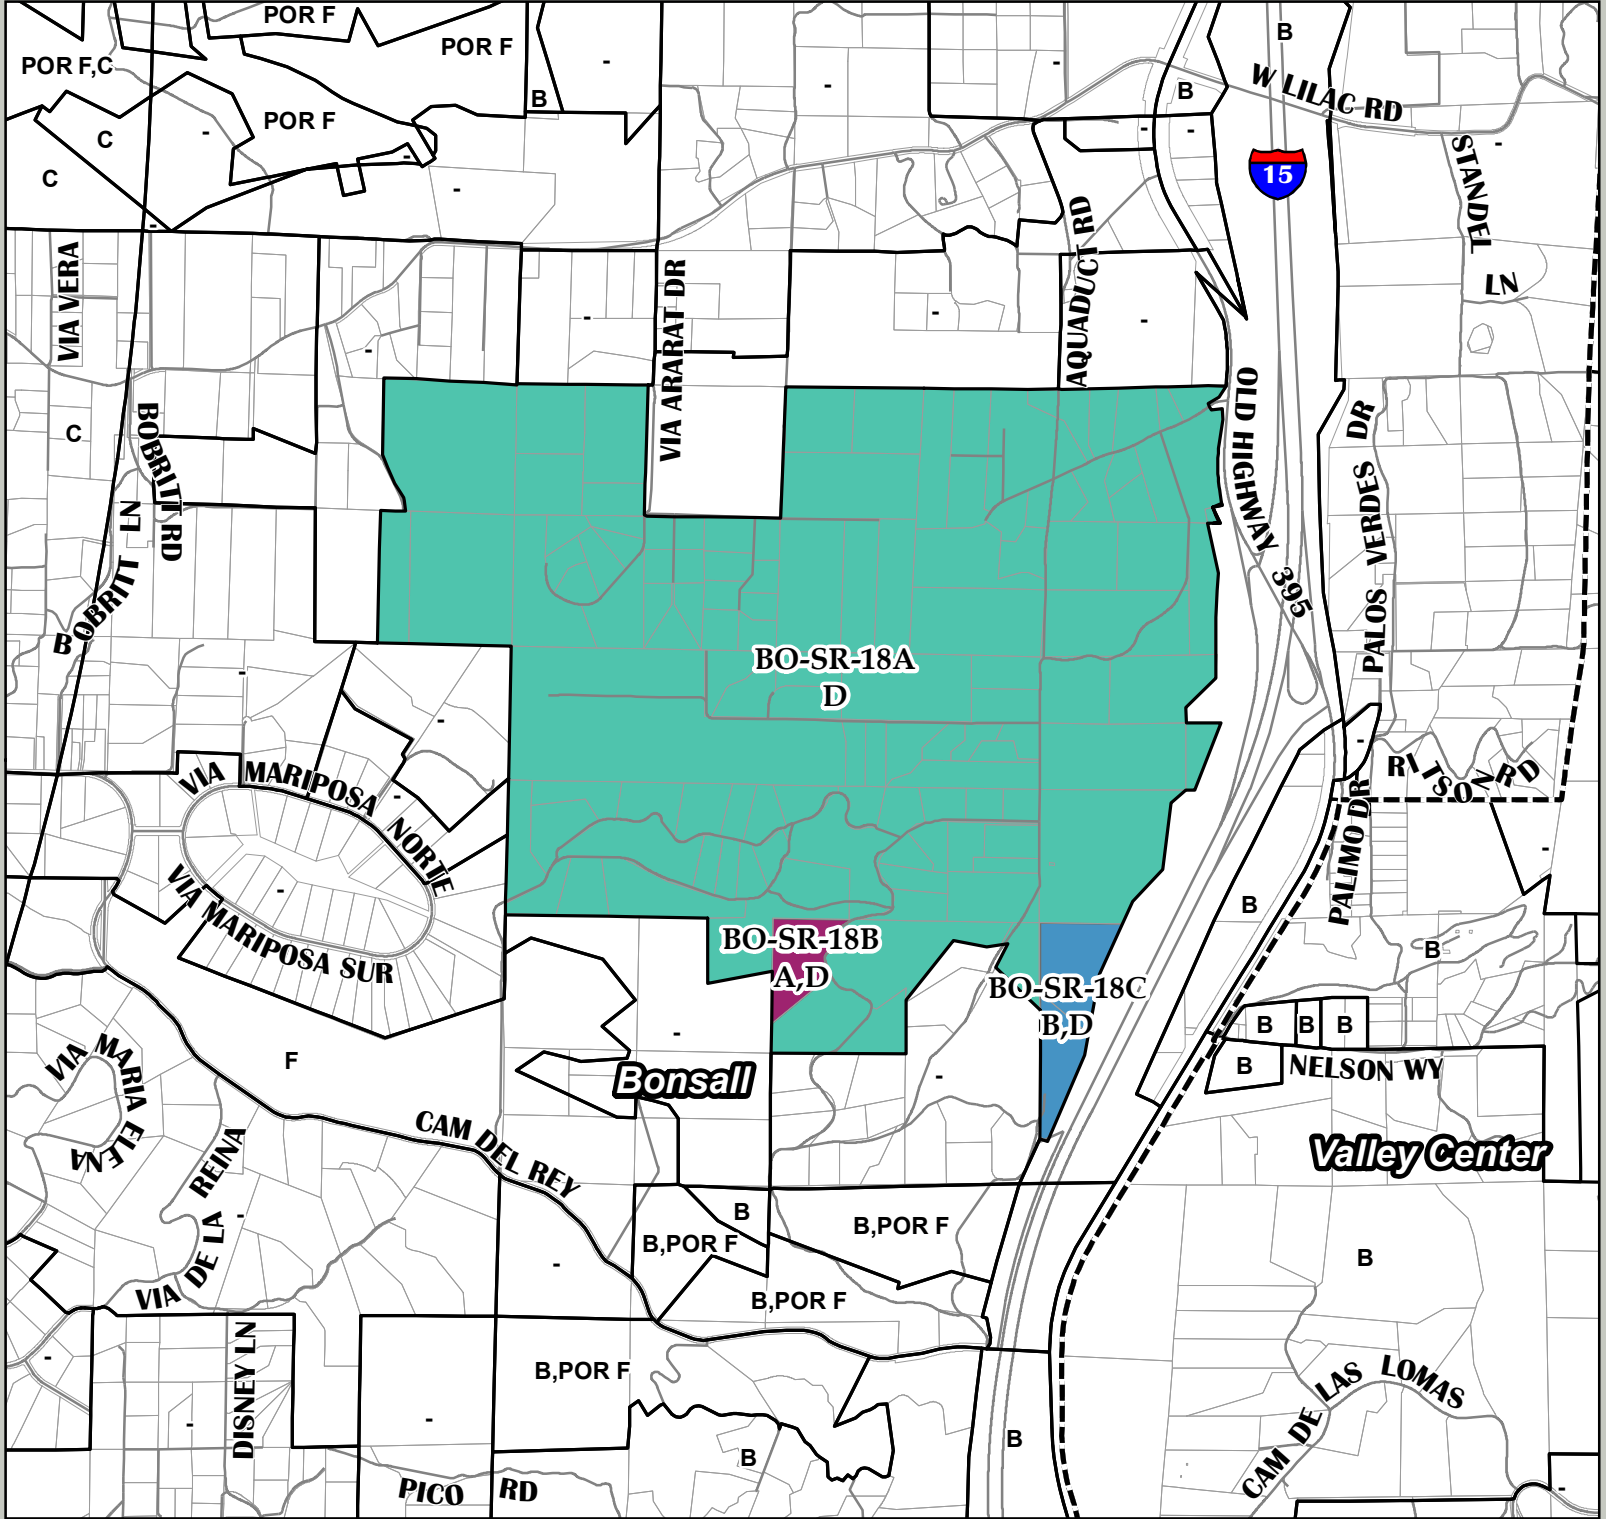 POR F
POR F
B
POR F,C
-
-
-
W LILAC RD
B
B
POR F
C
-
-
-
-
-
C
-
15
STANDEL
LN
-
VIA VERA
VIA ARARAT DR
AQUADUCT RD
-
-
-
-
C
BOBRITT RD
BOBRITT LN
OLD HIGHWAY 395
PALOS VERDES DR
BO-SR-18A
D
-
-
-
-
RITSON RD
VIA MARIPOSA NORTE
PALIMO DR
-
VIA MARIPOSA SUR
-
B
BO-SR-18B
A,D
B
BO-SR-18C
B,D
B
B
B
-
F
B
NELSON WY
VIA MARIA ELENA
Bonsall
-
CAM DEL REY
Valley Center
REINA
VIA DE LA
-
B
B,POR F
B,POR F
B
-
B,POR F
-
DISNEY LN
B,POR F
CAM DE LAS LOMAS
-
-
B
B
PICO RD
-